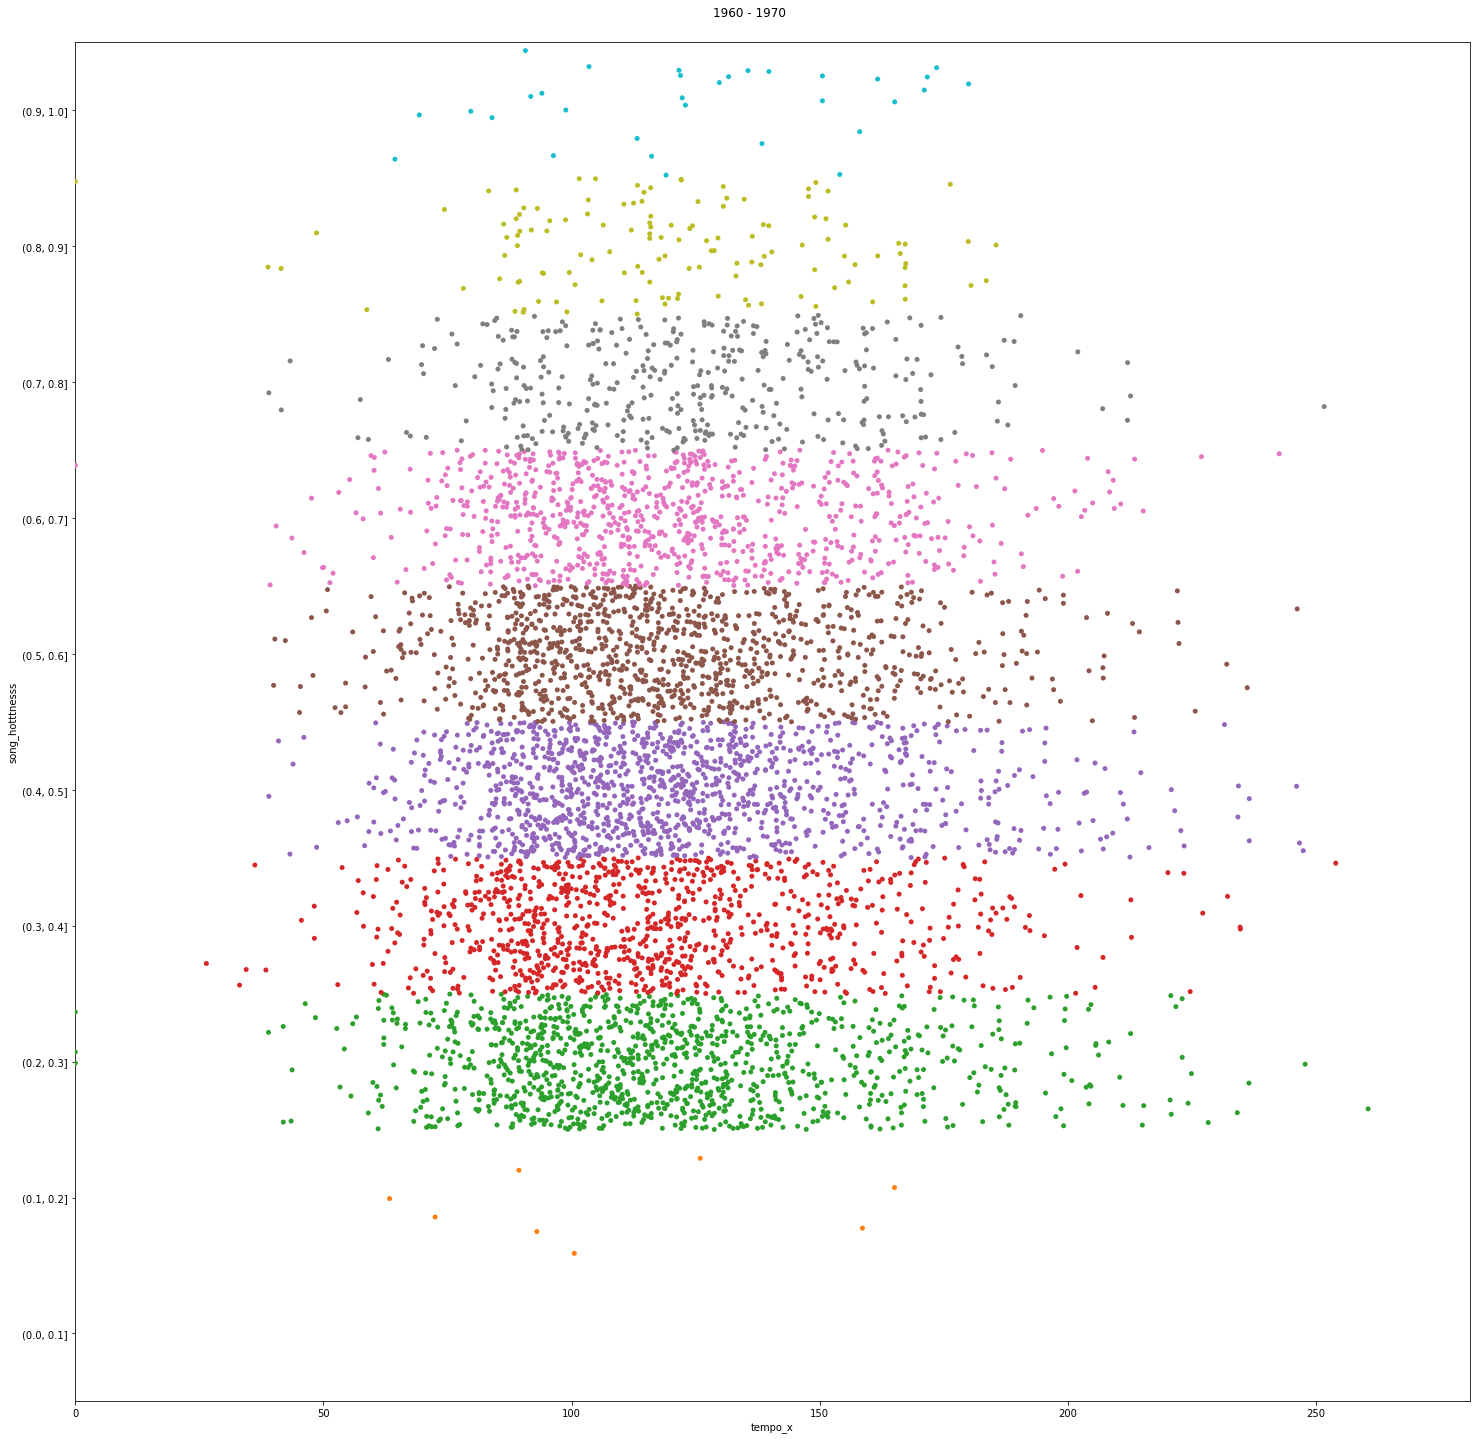 1960 - 1970
(0.9, 1.0]
(0.8, 0.9]
(0.7, 0.8]
(0.6, 0.7]
(0.5, 0.6]
(0.4, 0.5]
(0.3, 0.4]
(0.2, 0.3]
(0.1, 0.2]
(0.0, 0.1]
song_hotttnesss
0 50 100 150 200 250
tempo_x